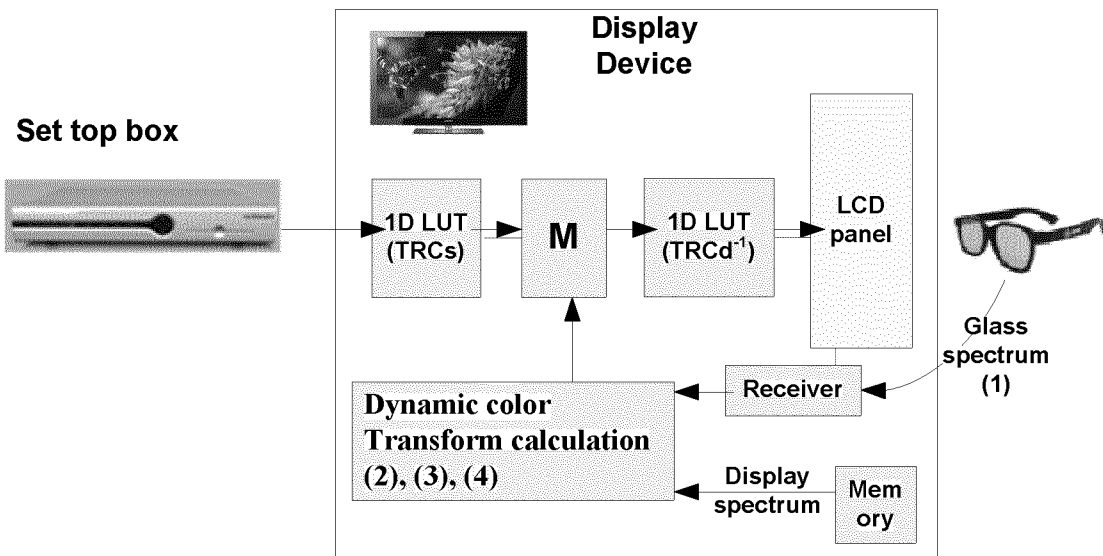 Display
Device
Set top box
1D LUT
(TRCs)
M
1D LUT
(TRCd⁻¹)
LCD
panel
Glass
spectrum
(1)
Receiver
Dynamic color
Transform calculation
(2), (3), (4)
Display
spectrum
Mem
ory